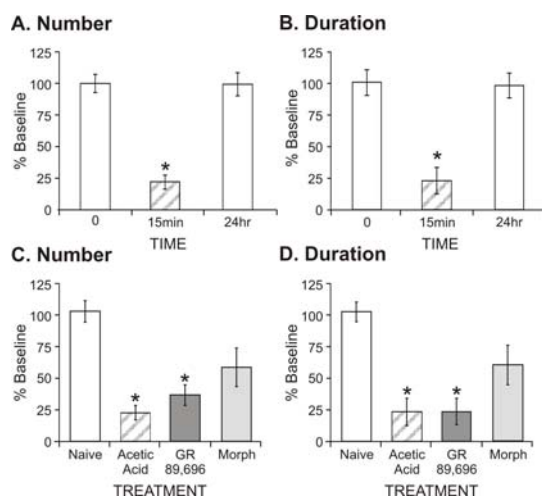 A. Number
% Baseline
125
100
75
50
25
0
*
0 15min 24hr
TIME
B. Duration
% Baseline
125
100
75
50
25
0
*
0 15min 24hr
TIME
C. Number
% Baseline
125
100
75
50
25
0
* *
Naive Acetic Acid GR 89,696 Morph
TREATMENT
D. Duration
% Baseline
125
100
75
50
25
0
* *
Naive Acetic Acid GR 89,696 Morph
TREATMENT